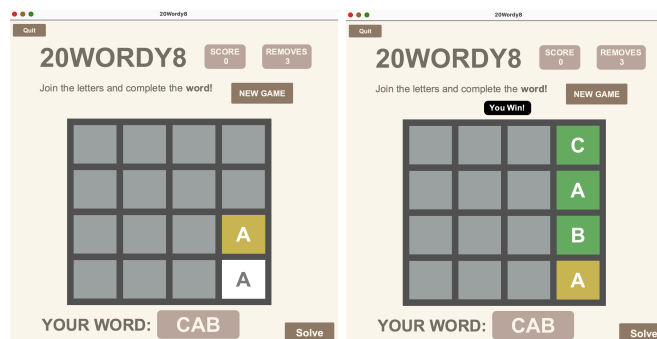 20Wordy8
Quit
20WORDY8
SCORE
0
REMOVES
3
Join the letters and complete the word!
NEW GAME
A
A
YOUR WORD: CAB
Solve
20Wordy8
Quit
20WORDY8
SCORE
0
REMOVES
3
Join the letters and complete the word!
NEW GAME
You Win!
C
A
B
A
YOUR WORD: CAB
Solve